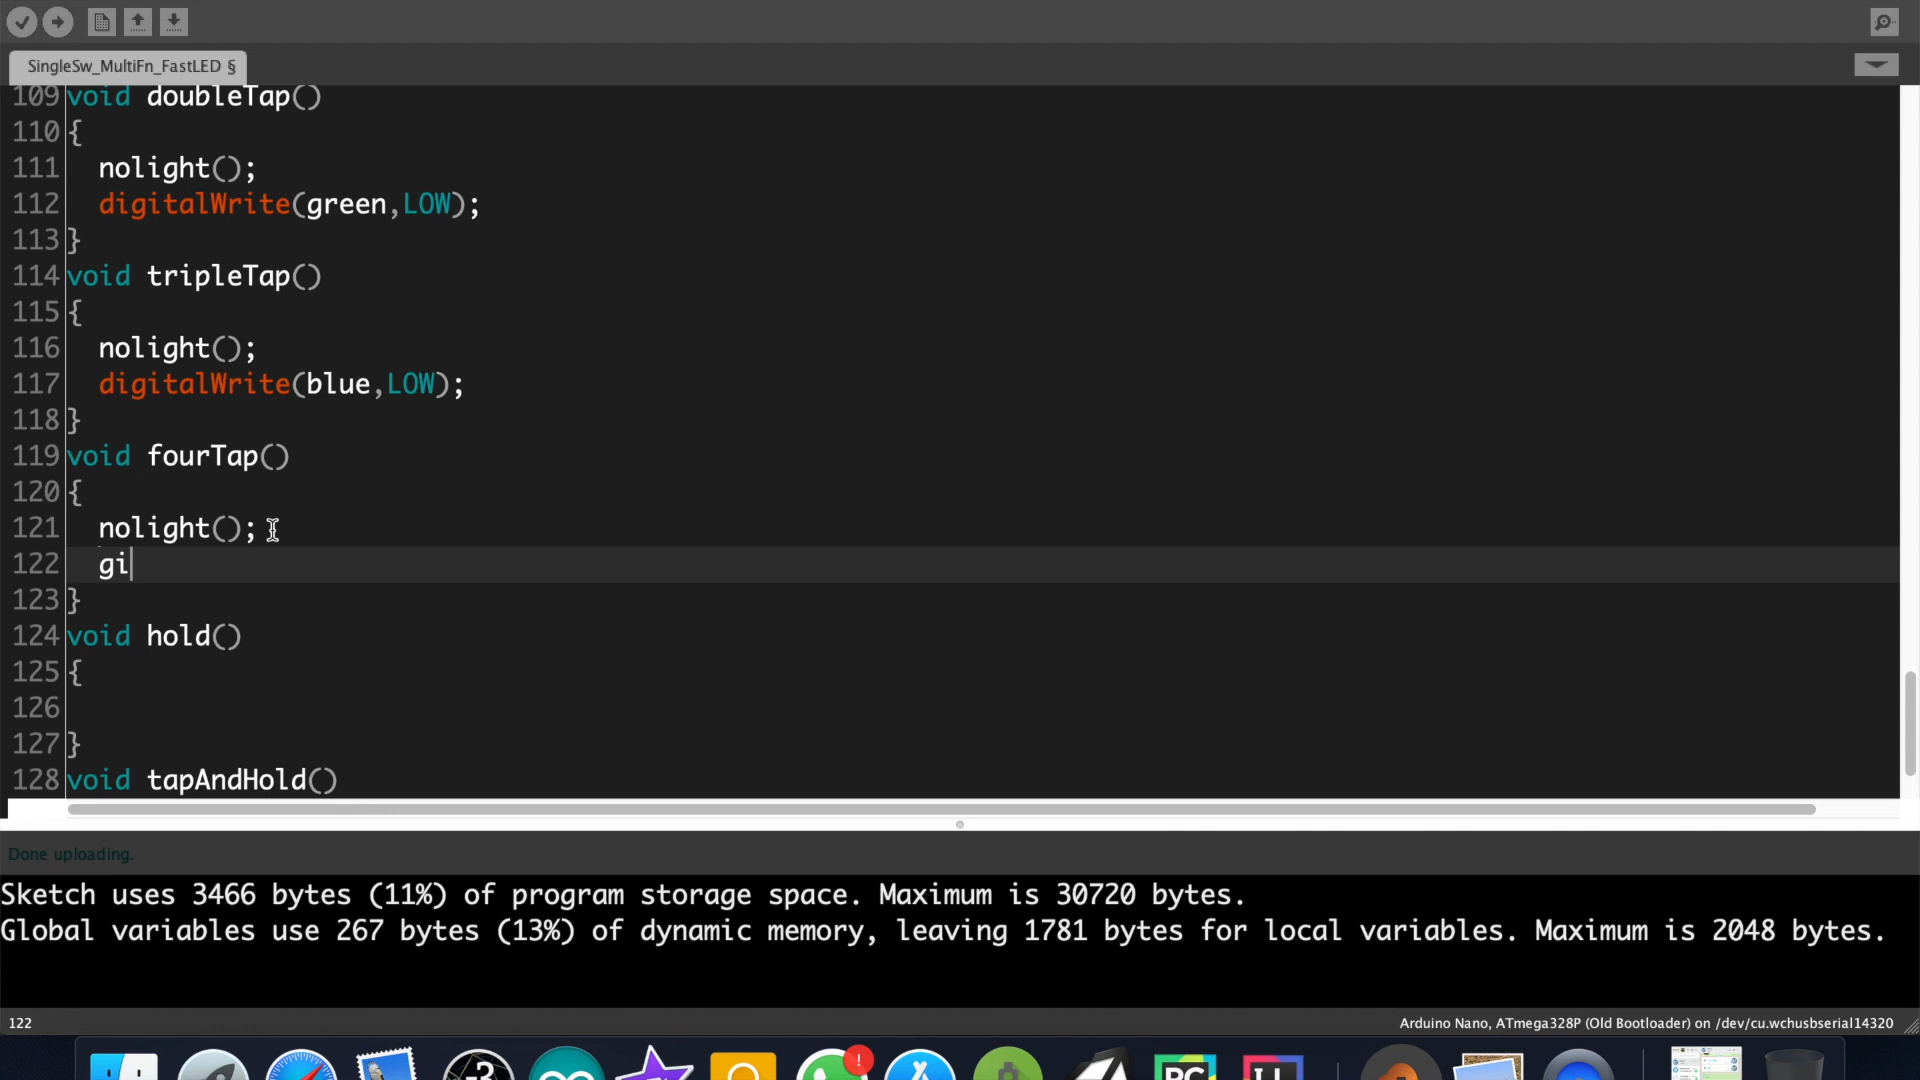 SingleSw_MultiFn_FastLED §
109 void doubleTap()
110 {
111 nolight();
112 digitalWrite(green,LOW);
113 }
114 void tripleTap()
115 {
116 nolight();
117 digitalWrite(blue,LOW);
118 }
119 void fourTap()
120 {
121 nolight();
122 gi
123 }
124 void hold()
125 {
126
127 }
128 void tapAndHold()
Done uploading.
Sketch uses 3466 bytes (11%) of program storage space. Maximum is 30720 bytes.
Global variables use 267 bytes (13%) of dynamic memory, leaving 1781 bytes for local variables. Maximum is 2048 bytes.
122
Arduino Nano, ATmega328P (Old Bootloader) on /dev/cu.wchusbserial14320
-3
!
PC